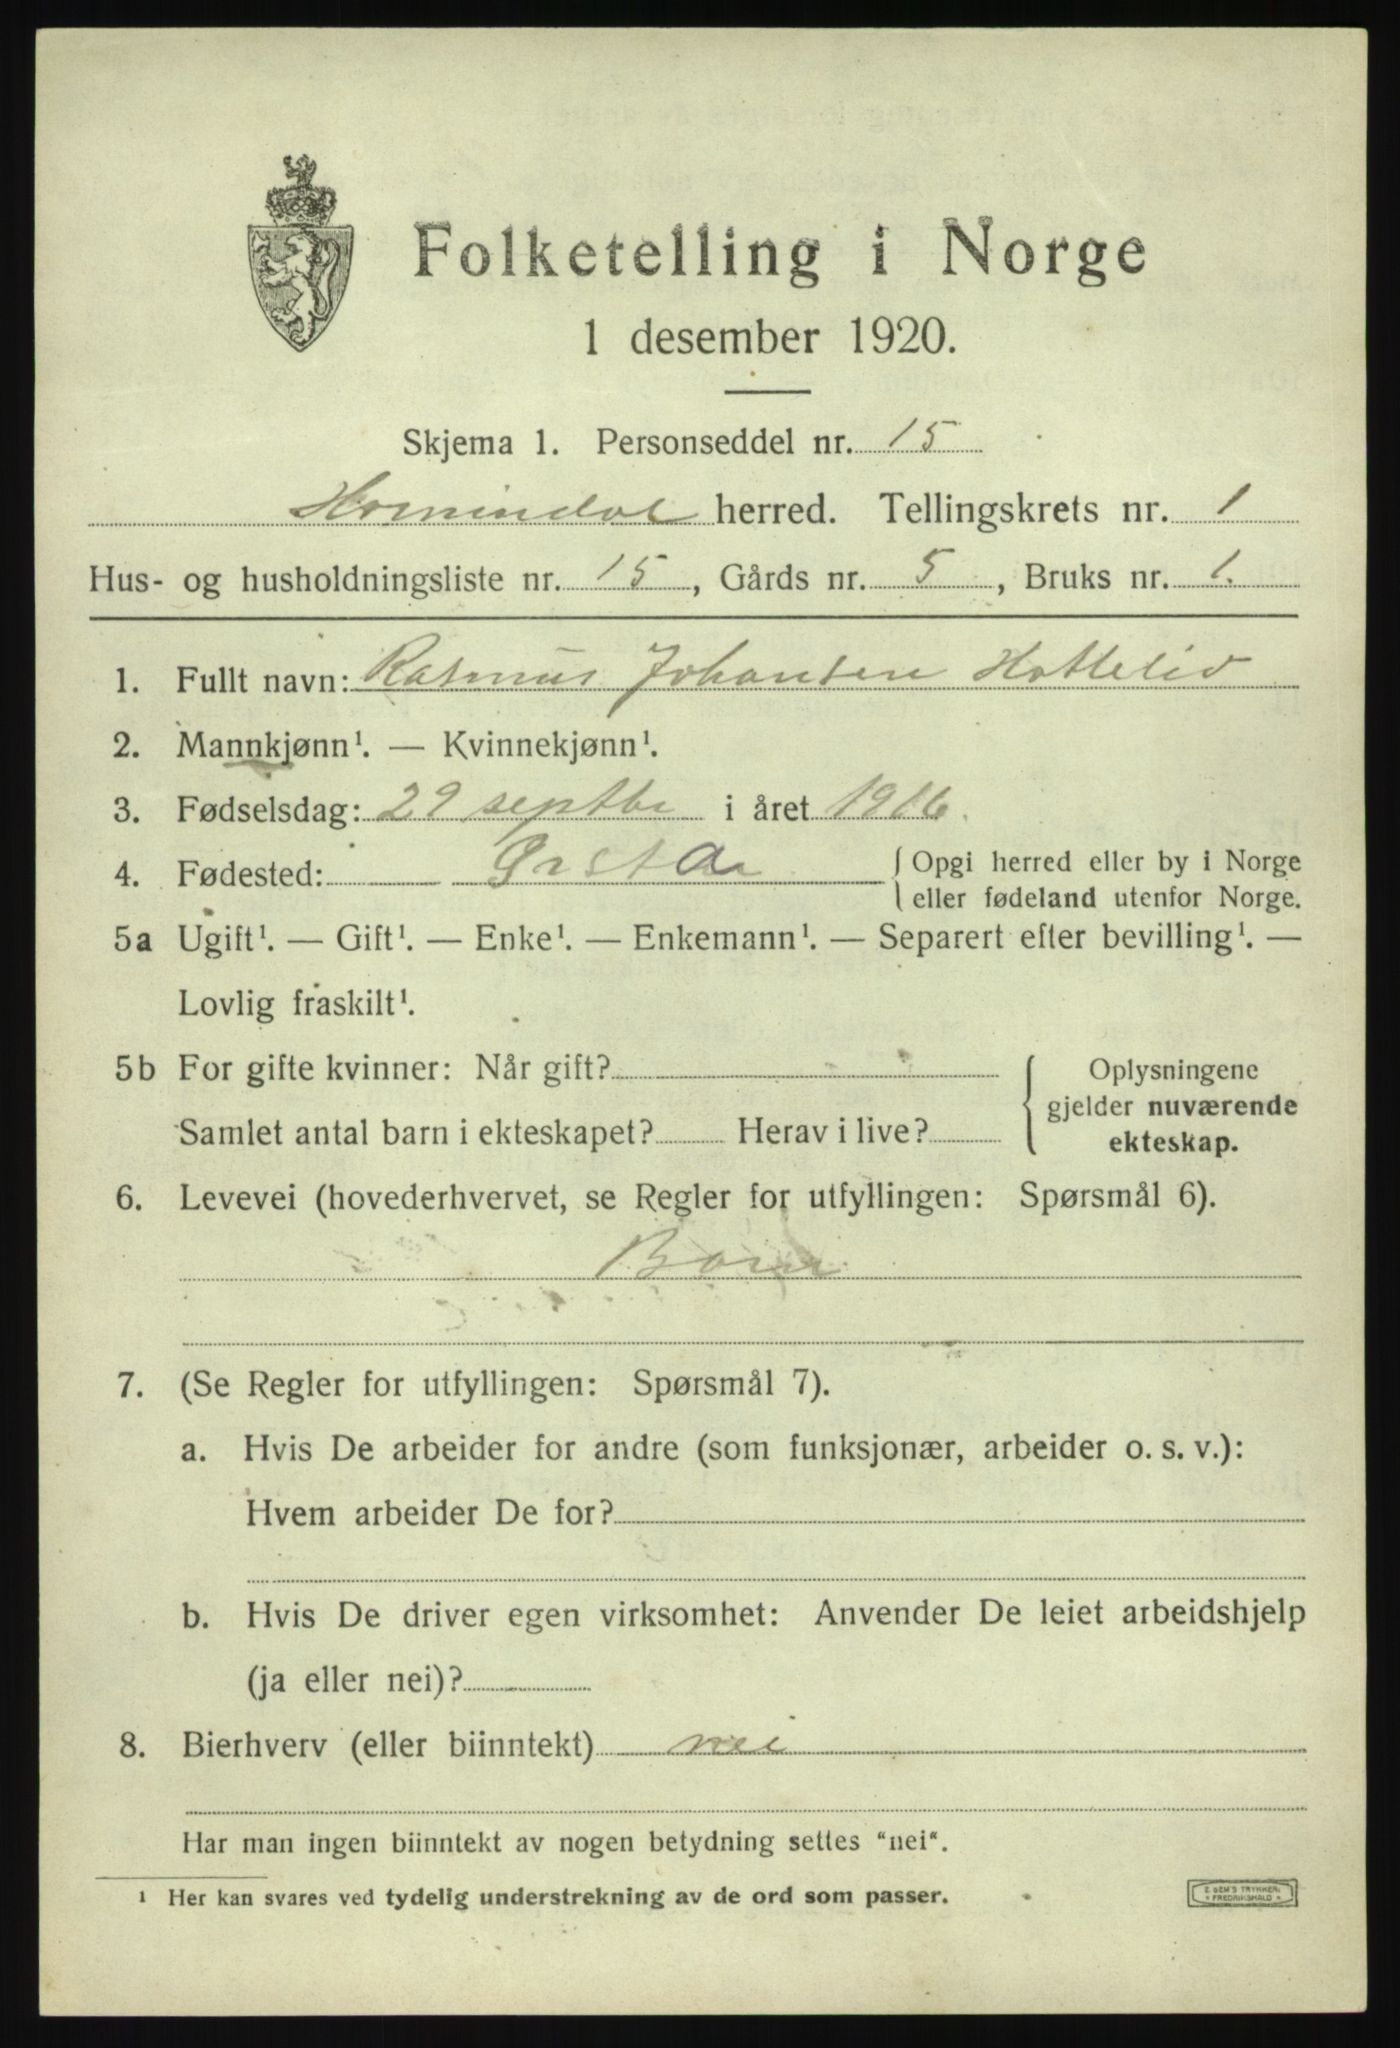 Folketelling i Norge
1 desember 1920.
Skjema 1. Personseddel nr. 15
Hornindal herred. Tellingskrets nr. 1
Hus- og husholdningsliste nr. 15, Gårds nr. 5, Bruks nr. 1.
1. Fullt navn: Rasmus Johansen Hatleli
2. Mannkjønn¹. — Kvinnekjønn¹.
3. Fødselsdag: 29 septbr i året 1916.
4. Fødested: Ørsta { Opgi herred eller by i Norge
eller fødeland utenfor Norge.
5a Ugift¹. — Gift¹. — Enke¹. — Enkemann¹. — Separert efter bevilling¹. —
Lovlig fraskilt¹.
5b For gifte kvinner: Når gift?
Samlet antal barn i ekteskapet? Herav i live?
{ Oplysningene
gjelder nuværende
ekteskap.
6. Levevei (hovederhvervet, se Regler for utfyllingen: Spørsmål 6).
Barn
7. (Se Regler for utfyllingen: Spørsmål 7).
a. Hvis De arbeider for andre (som funksjonær, arbeider o. s. v.):
Hvem arbeider De for?
b. Hvis De driver egen virksomhet: Anvender De leiet arbeidshjelp
(ja eller nei)?
8. Bierhverv (eller biinntekt) nei
Har man ingen biinntekt av nogen betydning settes "nei".
¹ Her kan svares ved tydelig understrekning av de ord som passer.